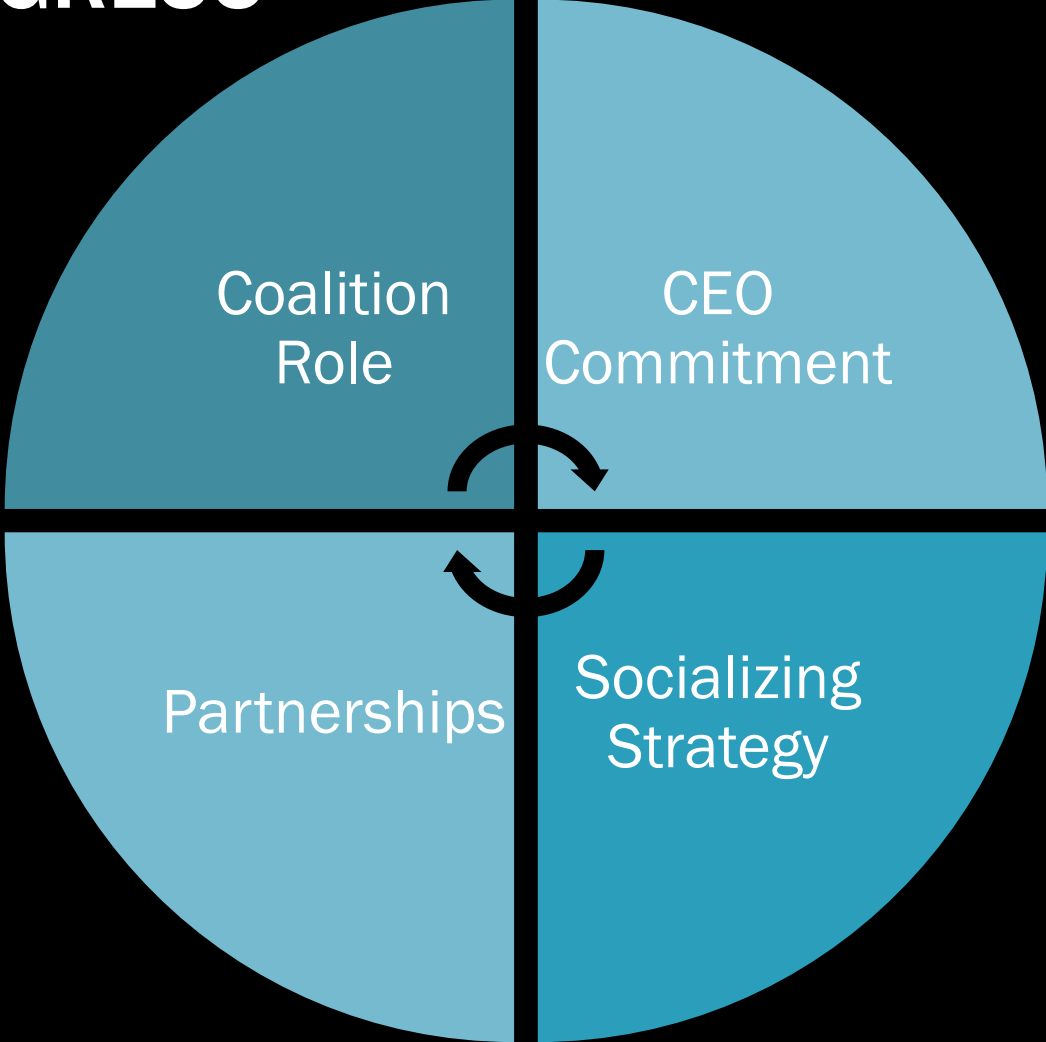 Coalition
Role
CEO
Commitment
Partnerships
Socializing
Strategy